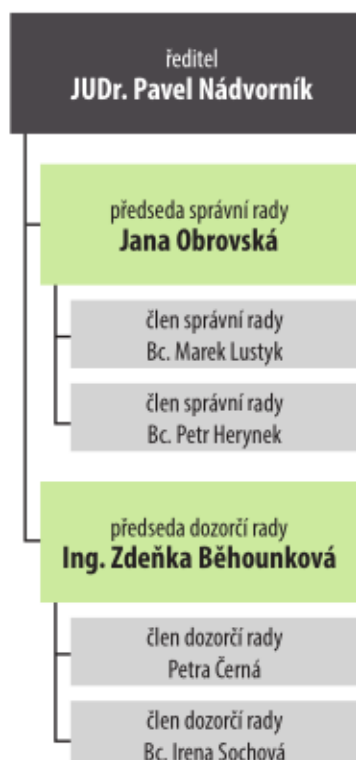 ředitel
JUDr. Pavel Nádvorník
předseda správní rady
Jana Obrovská
člen správní rady
Bc. Marek Lustyk
člen správní rady
Bc. Petr Herynek
předseda dozorčí rady
Ing. Zdeňka Běhounková
člen dozorčí rady
Petra Černá
člen dozorčí rady
Bc. Irena Sochová